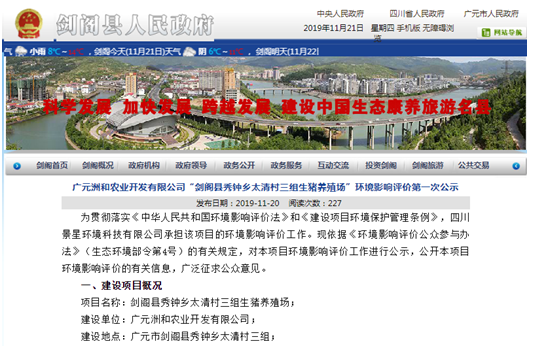 剑阁县人民政府
中央人民政府 四川省人民政府 广元市人民政府
2019年11月21日 星期四 手机版 无障碍浏览
网站导航
气 小雨 8℃~ 剑阁今天(11月21日)天气 阴 6℃~ 剑阁明天(11月22
科学发展 加快发展 跨越发展 建设中国生态康养旅游名县
剑阁首页 剑阁概况 政府机构 政府领导 政务公开 政务服务 互动交流 投资剑阁 剑阁旅游 公共交易
广元洲和农业开发有限公司“剑阁县秀钟乡太清村三组生猪养殖场”环境影响评价第一次公示
发布日期：2019-11-20 阅读次数：227
为贯彻落实《中华人民共和国环境影响评价法》和《建设项目环境保护管理条例》，四川
景星环境科技有限公司承担该项目的环境影响评价工作。现依据《环境影响评价公众参与办
法》（生态环境部令第4号）的有关规定，对本项目环境影响评价工作进行公示，公开本项目
环境影响评价的有关信息，广泛征求公众意见。
一、建设项目概况
项目名称：剑阁县秀钟乡太清村三组生猪养殖场；
建设单位：广元洲和农业开发有限公司；
建设地点：广元市剑阁县秀钟乡太清村三组；